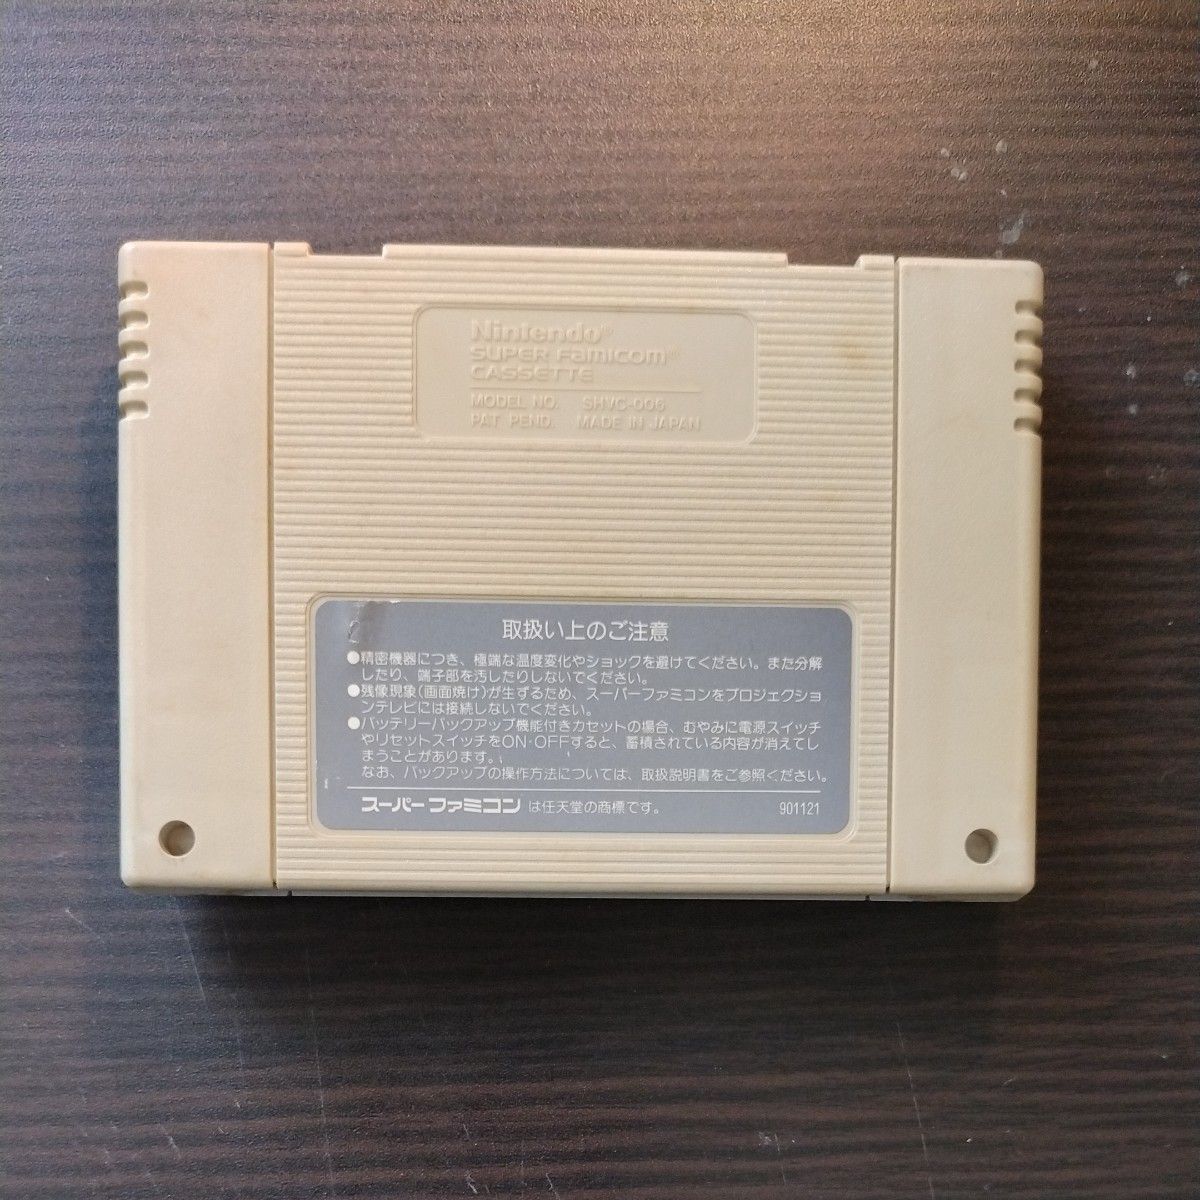 Nintendo®
SUPER FAMICOM®
CASSETTE
MODEL NO. SHVC-006
PAT PEND. MADE IN JAPAN
取扱い上のご注意
●精密機器につき、極端な温度変化やショックを避けてください。また分解
したり、端子部を汚したりしないでください。
●残像現象(画面焼け)が生ずるため、スーパーファミコンをプロジェクショ
ンテレビには接続しないでください。
●バッテリーバックアップ機能付きカセットの場合、むやみに電源スイッチ
やリセットスイッチをON・OFFすると、蓄積されている内容が消えてし
まうことがあります。
なお、バックアップの操作方法については、取扱説明書をご参照ください。
スーパーファミコン は任天堂の商標です。 901121